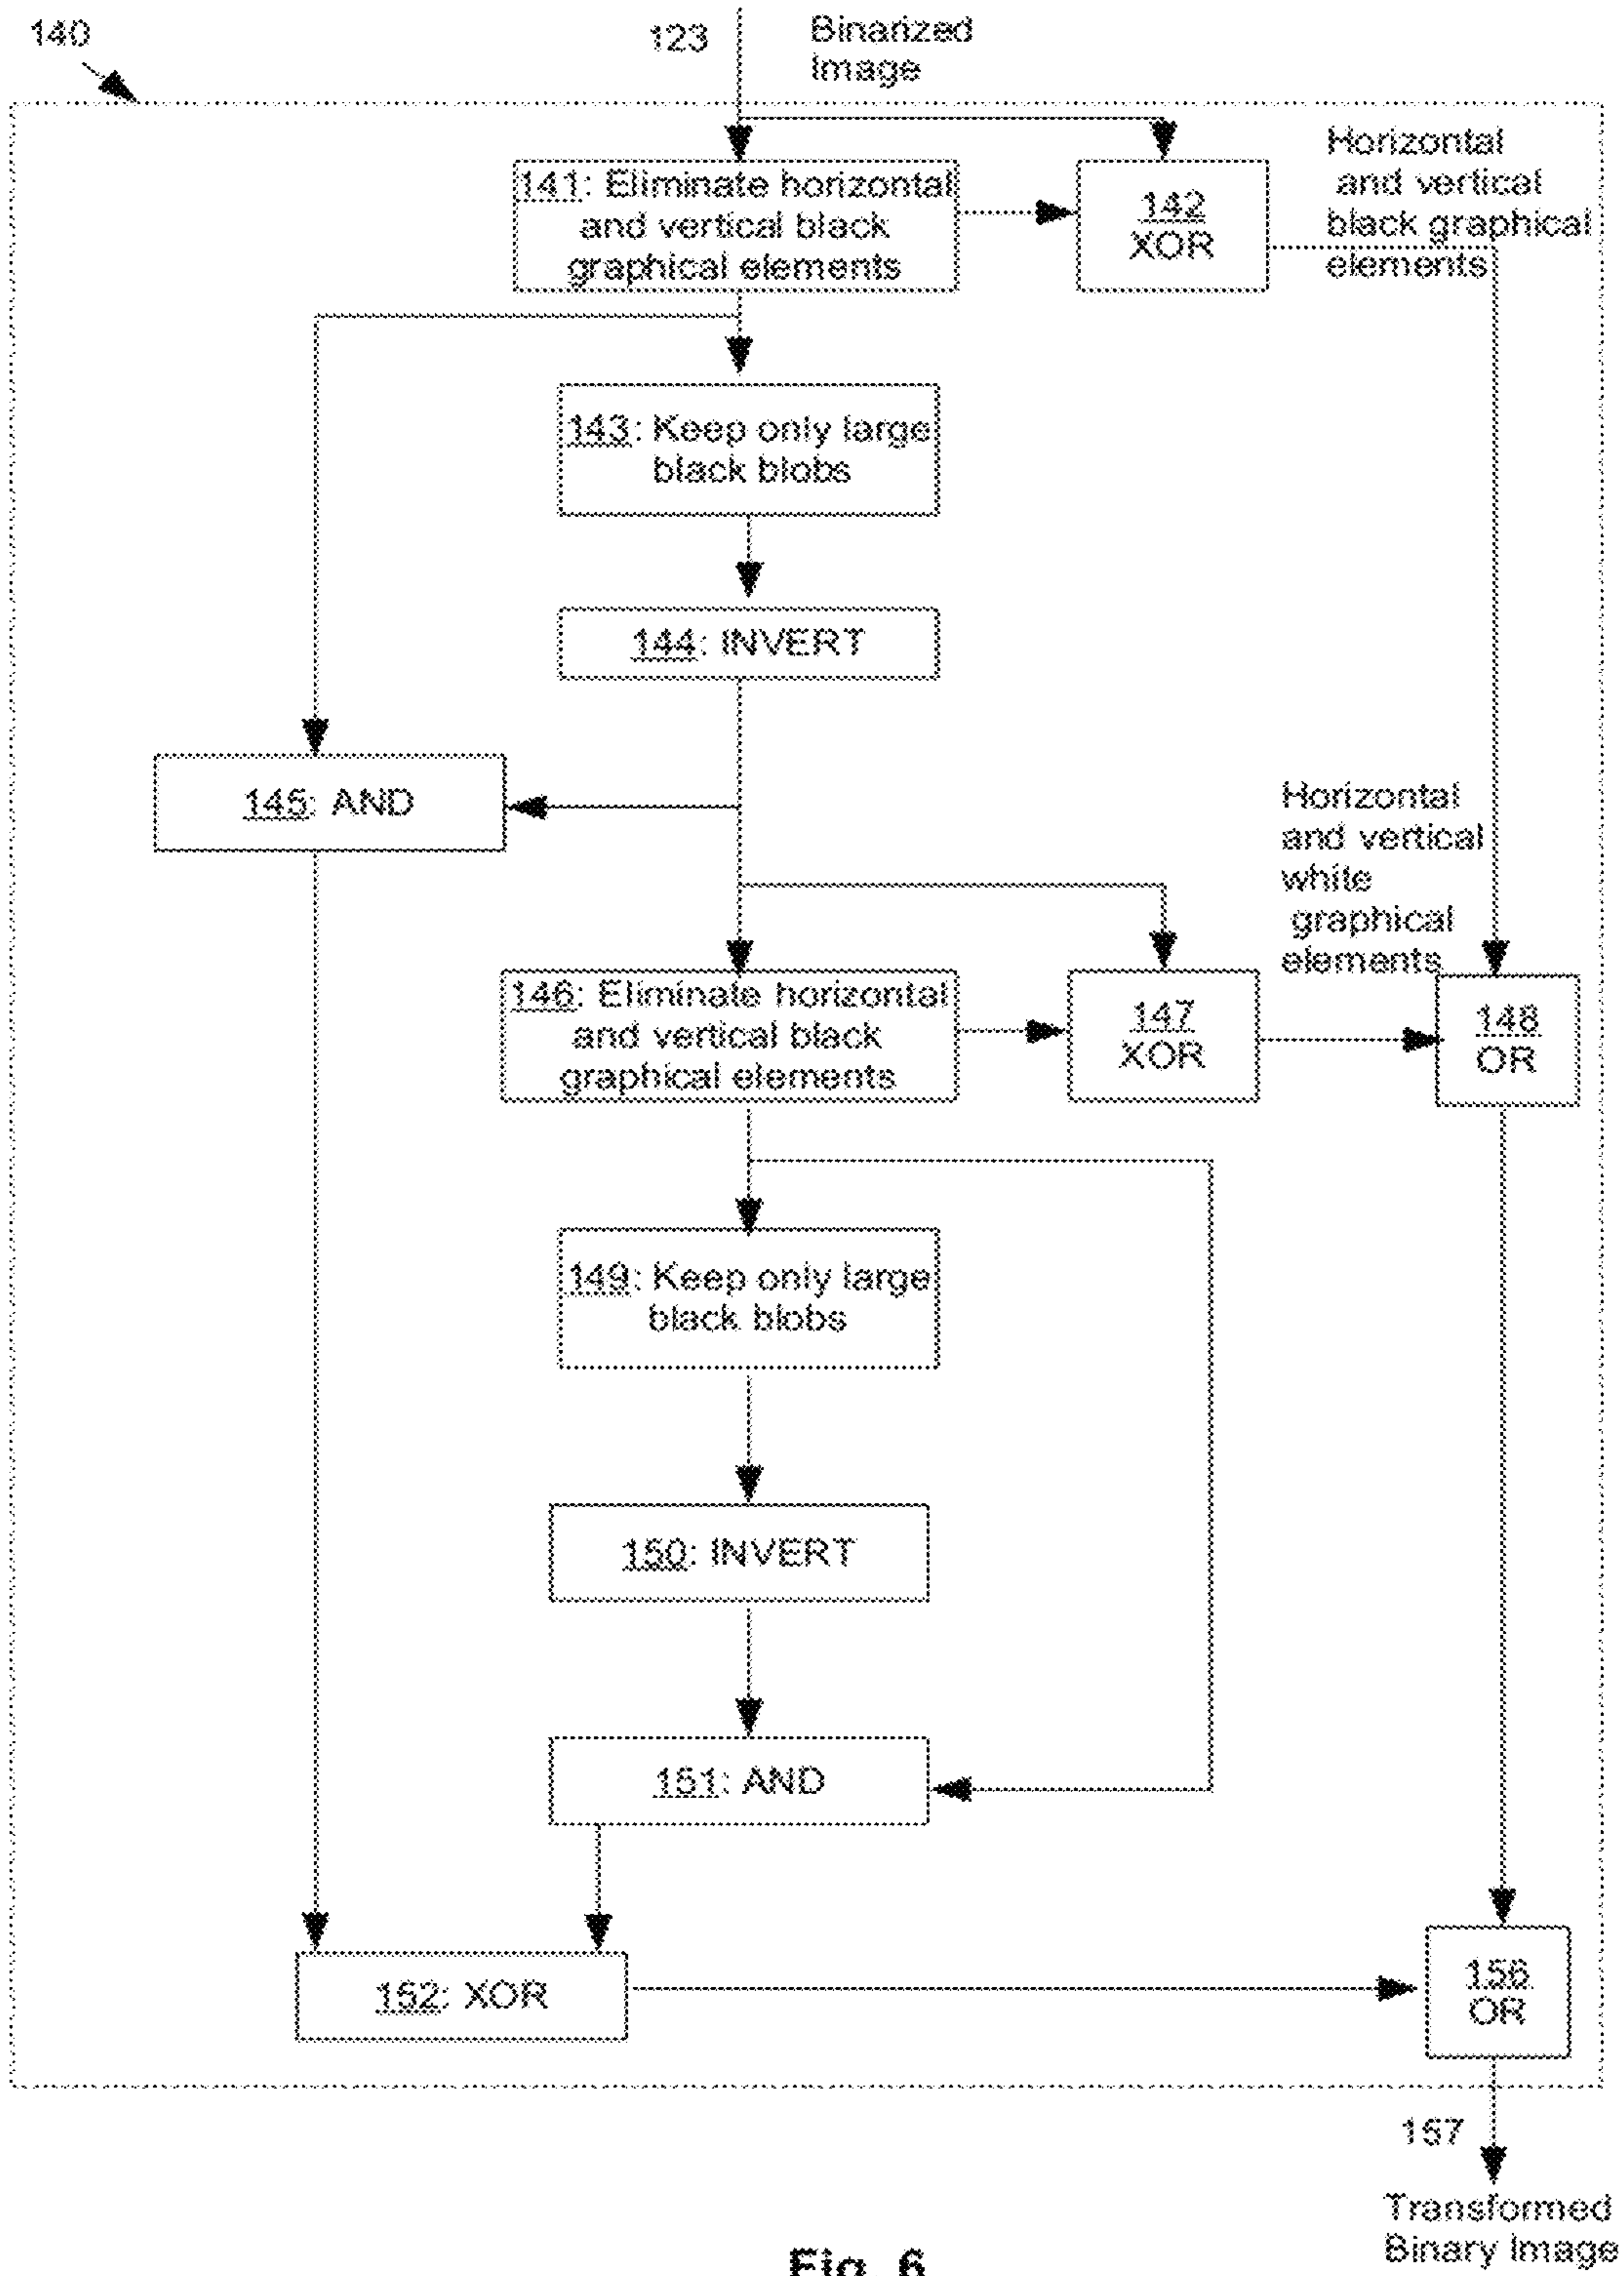 140
123
Binarized
Image
141: Eliminate horizontal
and vertical black
graphical elements
142
XOR
Horizontal
and vertical
black graphical
elements
143: Keep only large
black blobs
144: INVERT
145: AND
Horizontal
and vertical
white
graphical
elements
146: Eliminate horizontal
and vertical black
graphical elements
147
XOR
148
OR
149: Keep only large
black blobs
150: INVERT
151: AND
152: XOR
156
OR
157
Transformed
Binary Image
Fig. 6